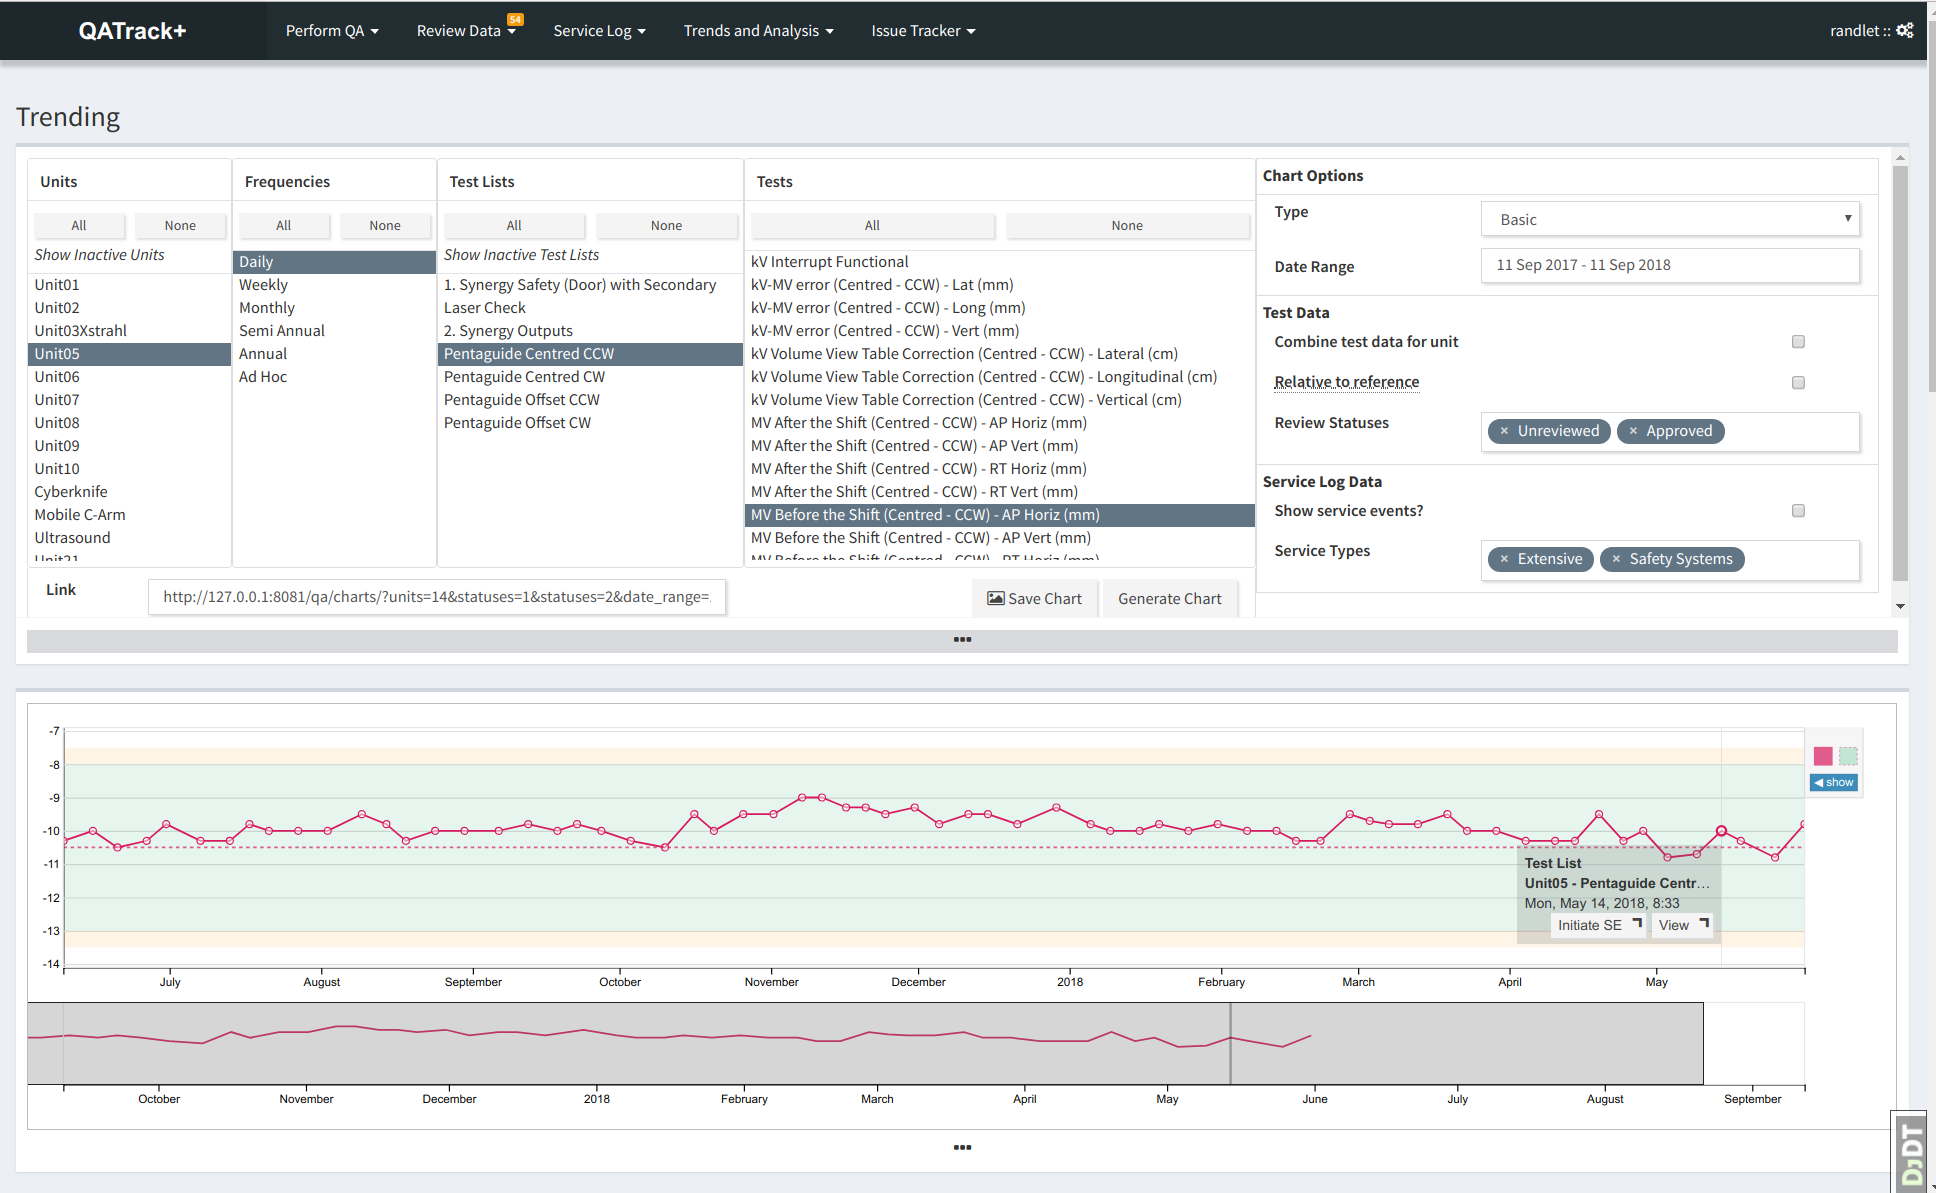 QATrack+
Perform QA
Review Data 54
Service Log
Trends and Analysis
Issue Tracker
randlet ::
Trending
Units
All None
Show Inactive Units
Unit01
Unit02
Unit03Xstrahl
Unit05
Unit06
Unit07
Unit08
Unit09
Unit10
Cyberknife
Mobile C-Arm
Ultrasound
Unit21
Frequencies
All None
Daily
Weekly
Monthly
Semi Annual
Annual
Ad Hoc
Test Lists
All None
Show Inactive Test Lists
1. Synergy Safety (Door) with Secondary
Laser Check
2. Synergy Outputs
Pentaguide Centred CCW
Pentaguide Centred CW
Pentaguide Offset CCW
Pentaguide Offset CW
Tests
All None
kV Interrupt Functional
kV-MV error (Centred - CCW) - Lat (mm)
kV-MV error (Centred - CCW) - Long (mm)
kV-MV error (Centred - CCW) - Vert (mm)
kV Volume View Table Correction (Centred - CCW) - Lateral (cm)
kV Volume View Table Correction (Centred - CCW) - Longitudinal (cm)
kV Volume View Table Correction (Centred - CCW) - Vertical (cm)
MV After the Shift (Centred - CCW) - AP Horiz (mm)
MV After the Shift (Centred - CCW) - AP Vert (mm)
MV After the Shift (Centred - CCW) - RT Horiz (mm)
MV After the Shift (Centred - CCW) - RT Vert (mm)
MV Before the Shift (Centred - CCW) - AP Horiz (mm)
MV Before the Shift (Centred - CCW) - AP Vert (mm)
MV Before the Shift (Centred - CCW) - RT Horiz (mm)
Chart Options
Type Basic
Date Range 11 Sep 2017 - 11 Sep 2018
Test Data
Combine test data for unit
Relative to reference
Review Statuses × Unreviewed × Approved
Service Log Data
Show service events?
Service Types × Extensive × Safety Systems
Link http://127.0.0.1:8081/qa/charts/?units=14&statuses=1&statuses=2&date_range=
Save Chart
Generate Chart
-7
-8
-9
-10
-11
-12
-13
-14
show
Test List
Unit05 - Pentaguide Centr...
Mon, May 14, 2018, 8:33
Initiate SE View
July August September October November December 2018 February March April May
October November December 2018 February March April May June July August September
DJDT